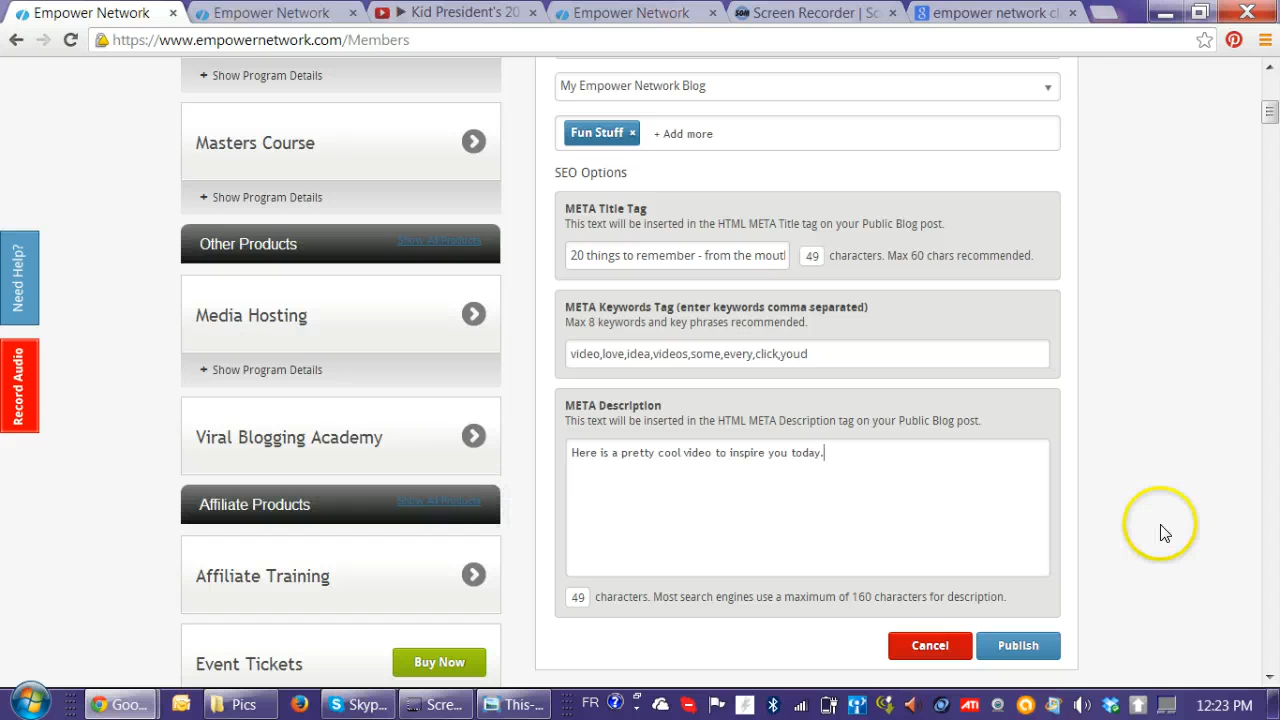 Empower Network ×
Empower Network ×
Kid President's 20 ×
Empower Network ×
Screen Recorder | Sc ×
empower network cl ×
https://www.empowernetwork.com/Members
+ Show Program Details
Masters Course
+ Show Program Details
Other Products Show All Products
Media Hosting
+ Show Program Details
Viral Blogging Academy
Affiliate Products Show All Products
Affiliate Training
Event Tickets Buy Now
Need Help?
Record Audio
My Empower Network Blog
Fun Stuff × + Add more
SEO Options
META Title Tag
This text will be inserted in the HTML META Title tag on your Public Blog post.
20 things to remember - from the mouth 49 characters. Max 60 chars recommended.
META Keywords Tag (enter keywords comma separated)
Max 8 keywords and key phrases recommended.
video,love,idea,videos,some,every,click,youd
META Description
This text will be inserted in the HTML META Description tag on your Public Blog post.
Here is a pretty cool video to inspire you today.
49 characters. Most search engines use a maximum of 160 characters for description.
Cancel Publish
Goo... Pics Skyp... Scre... This-... FR ATI 12:23 PM